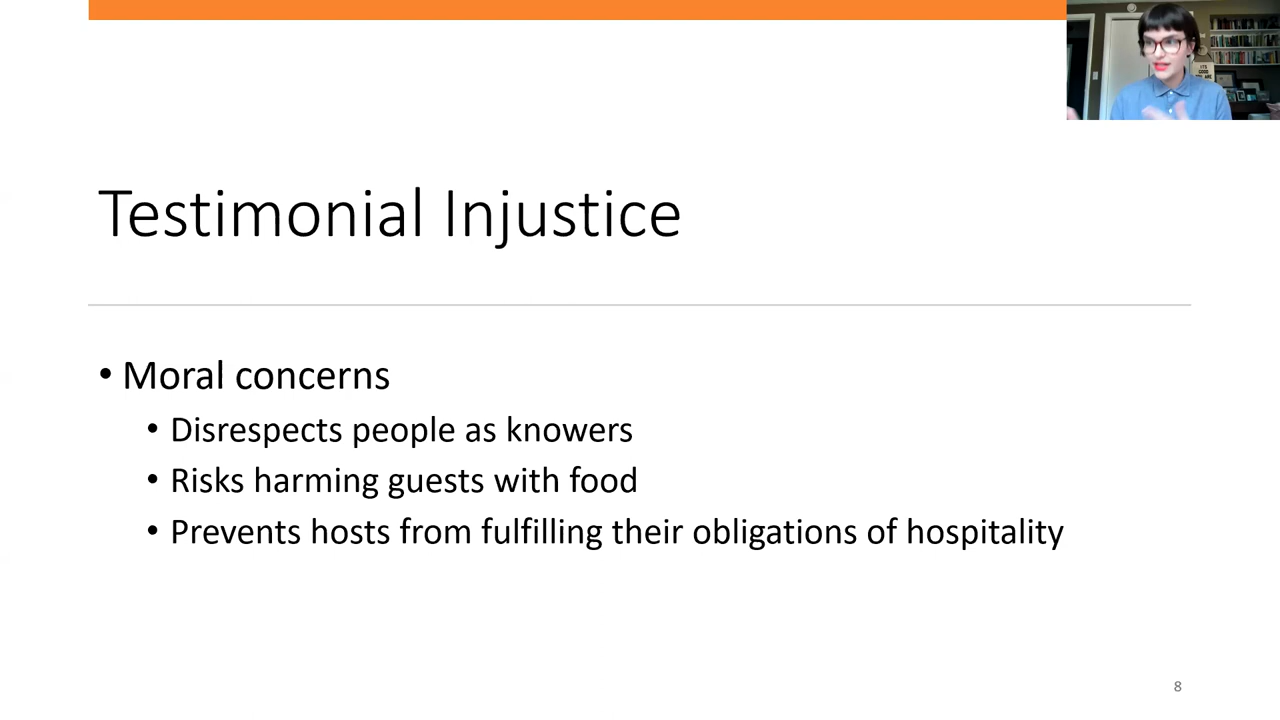 Testimonial Injustice
• Moral concerns
• Disrespects people as knowers
• Risks harming guests with food
• Prevents hosts from fulfilling their obligations of hospitality
8